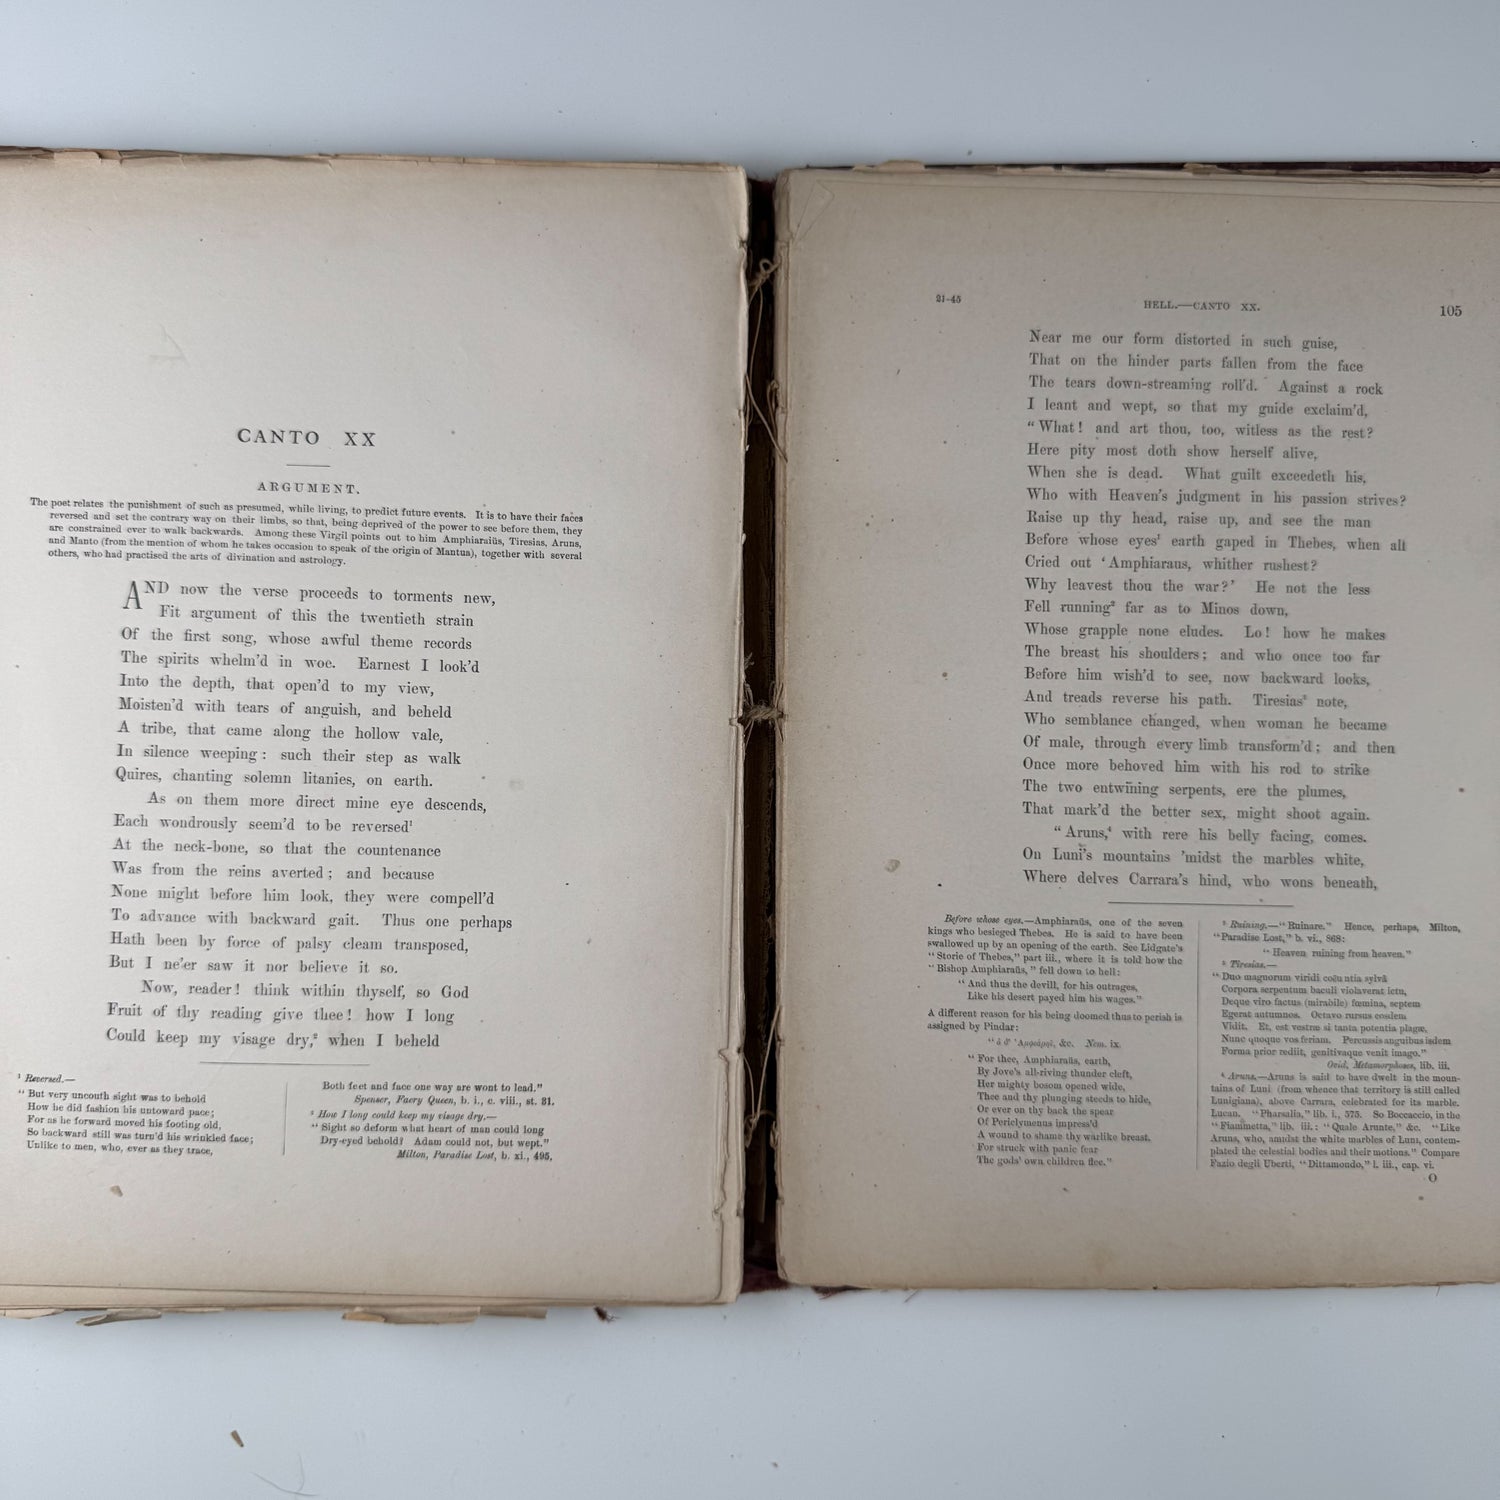 CANTO XX
ARGUMENT.
The poet relates the punishment of such as presumed, while living, to predict future events. It is to have their faces
reversed and set the contrary way on their limbs, so that, being deprived of the power to see before them, they
are constrained ever to walk backwards. Among these Virgil points out to him Amphiaraüs, Tiresias, Aruns,
and Manto (from the mention of whom he takes occasion to speak of the origin of Mantua), together with several
others, who had practised the arts of divination and astrology.
AND now the verse proceeds to torments new,
Fit argument of this the twentieth strain
Of the first song, whose awful theme records
The spirits whelm'd in woe. Earnest I look'd
Into the depth, that open'd to my view,
Moisten'd with tears of anguish, and beheld
A tribe, that came along the hollow vale,
In silence weeping: such their step as walk
Quires, chanting solemn litanies, on earth.
As on them more direct mine eye descends,
Each wondrously seem'd to be reversed¹
At the neck-bone, so that the countenance
Was from the reins averted; and because
None might before him look, they were compell'd
To advance with backward gait. Thus one perhaps
Hath been by force of palsy clean transposed,
But I ne'er saw it nor believe it so.
Now, reader! think within thyself, so God
Fruit of thy reading give thee! how I long
Could keep my visage dry,² when I beheld
¹ Reversed.—
"But very uncouth sight was to behold
How he did fashion his untoward pace;
For as he forward moved his footing old,
So backward still was turn'd his wrinkled face;
Unlike to men, who, ever as they trace,
Both feet and face one way are wont to lead."
Spenser, Faery Queen, b. i., c. viii., st. 31.
² How I long could keep my visage dry.—
"Sight so deform what heart of man could long
Dry-eyed behold? Adam could not, but wept."
Milton, Paradise Lost, b. xi., 495.
21-45
HELL.—CANTO XX.
105
Near me our form distorted in such guise,
That on the hinder parts fallen from the face
The tears down-streaming roll'd. Against a rock
I leant and wept, so that my guide exclaim'd,
"What! and art thou, too, witless as the rest?
Here pity most doth show herself alive,
When she is dead. What guilt exceedeth his,
Who with Heaven's judgment in his passion strives?
Raise up thy head, raise up, and see the man
Before whose eyes¹ earth gaped in Thebes, when all
Cried out 'Amphiaraus, whither rushest?
Why leavest thou the war?' He not the less
Fell ruining² far as to Minos down,
Whose grapple none eludes. Lo! how he makes
The breast his shoulders; and who once too far
Before him wish'd to see, now backward looks,
And treads reverse his path. Tiresias³ note,
Who semblance changed, when woman he became
Of male, through every limb transform'd; and then
Once more behoved him with his rod to strike
The two entwining serpents, ere the plumes,
That mark'd the better sex, might shoot again.
"Aruns,⁴ with rere his belly facing, comes.
On Luni's mountains 'midst the marbles white,
Where delves Carrara's hind, who wons beneath,
Before whose eyes.—Amphiaraüs, one of the seven
kings who besieged Thebes. He is said to have been
swallowed up by an opening of the earth. See Lidgate's
"Storie of Thebes," part iii., where it is told how the
"Bishop Amphiaraüs," fell down to hell:
"And thus the devill, for his outrages,
Like his desert payed him his wages."
A different reason for his being doomed thus to perish is
assigned by Pindar:
&c. Nem. ix.
"For thee, Amphiaraüs, earth,
By Jove's all-riving thunder cleft,
Her mighty bosom opened wide,
Thee and thy plunging steeds to hide,
Or ever on thy back the spear
Of Periclymenus impress'd
A wound to shame thy warlike breast.
For struck with panic fear
The gods' own children flee."
² Ruining.—"Ruinare." Hence, perhaps, Milton,
"Paradise Lost," b. vi., 868:
"Heaven ruining from heaven."
³ Tiresias.—
"Duo magnorum viridi coëuntia sylvâ
Corpora serpentum baculi violaverat ictu,
Deque viro factus (mirabile) fœmina, septem
Egerat autumnos. Octavo rursus eosdem
Vidit. Et, est vestræ si tanta potentia plagæ,
Nunc quoque vos feriam. Percussis anguibus isdem
Forma prior rediit, genitivaque venit imago."
Ovid, Metamorphoses, lib. iii.
⁴ Aruns.—Aruns is said to have dwelt in the moun-
tains of Luni (from whence that territory is still called
Lunigiana), above Carrara, celebrated for its marble.
Lucan. "Pharsalia," lib. i., 575. So Boccaccio, in the
"Fiammetta," lib. iii.: "Quale Arunte," &c. "Like
Aruns, who, amidst the white marbles of Luni, contem-
plated the celestial bodies and their motions." Compare
Fazio degli Uberti, "Dittamondo," l. iii., cap. vi.
O